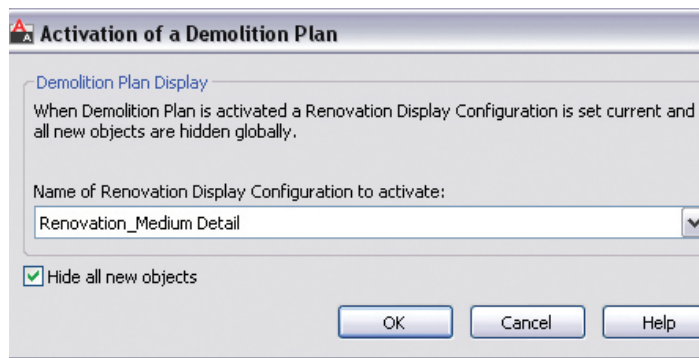 Activation of a Demolition Plan
Demolition Plan Display
When Demolition Plan is activated a Renovation Display Configuration is set current and
all new objects are hidden globally.
Name of Renovation Display Configuration to activate:
Renovation_Medium Detail
Hide all new objects
OK Cancel Help